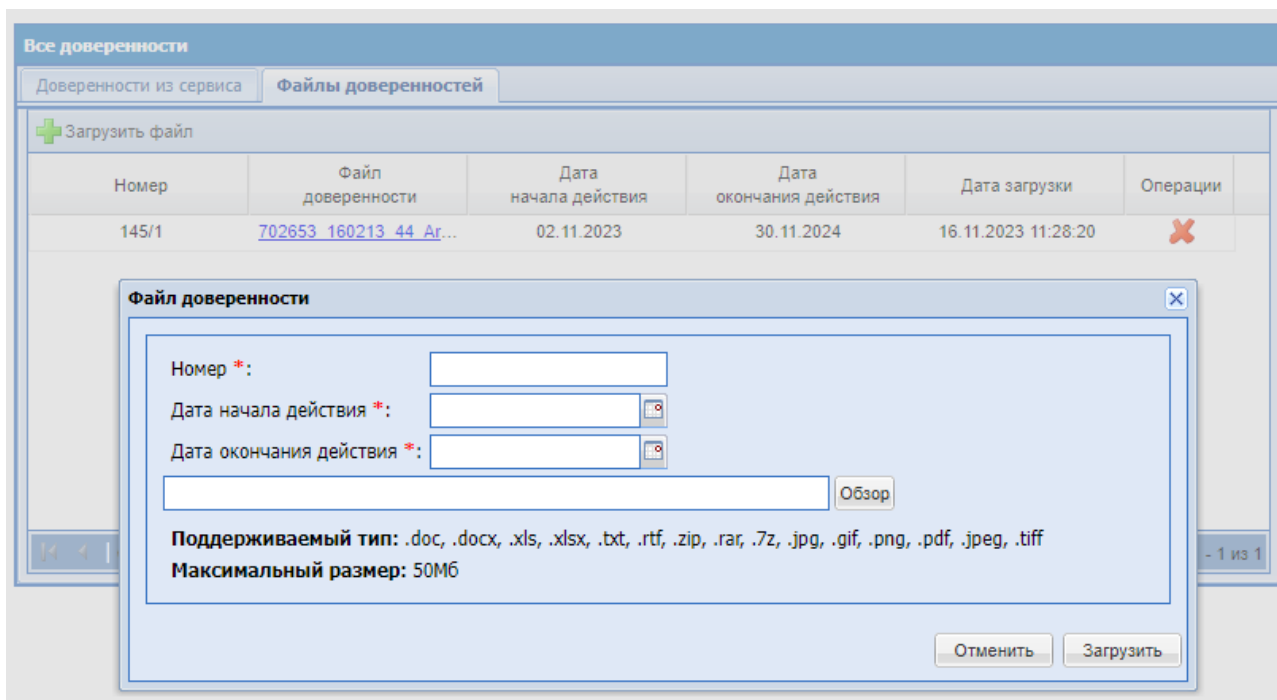 Все доверенности
Доверенности из сервиса Файлы доверенностей
Загрузить файл
Номер Файл доверенности Дата начала действия Дата окончания действия Дата загрузки Операции
145/1 702653_160213_44_Ar... 02.11.2023 30.11.2024 16.11.2023 11:28:20
Файл доверенности
Номер *:
Дата начала действия *:
Дата окончания действия *:
Обзор
Поддерживаемый тип: .doc, .docx, .xls, .xlsx, .txt, .rtf, .zip, .rar, .7z, .jpg, .gif, .png, .pdf, .jpeg, .tiff
Максимальный размер: 50Мб
- 1 из 1
Отменить Загрузить